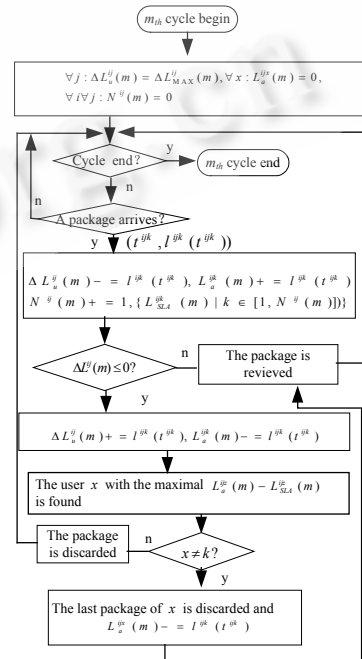 m_th cycle begin
∀j : ΔL_u^{ij}(m) = ΔL_MAX^{ij}(m), ∀x : L_a^{ijx}(m) = 0,
∀i∀j : N^{ij}(m) = 0
Cycle end?
y
m_th cycle end
n
A package arrives?
n
y
(t^{ijk}, l^{ijk}(t^{ijk}))
ΔL_u^{ij}(m) − = l^{ijk}(t^{ijk}), L_a^{ijk}(m) + = l^{ijk}(t^{ijk})
N^{ij}(m) + = 1, {L_SLA^{ijk}(m) | k ∈ [1, N^{ij}(m)])}
ΔL^{ij}(m) ≤ 0?
n
The package is
revieved
y
ΔL_u^{ij}(m) + = l^{ijk}(t^{ijk}), L_a^{ijk}(m) − = l^{ijk}(t^{ijk})
The user x with the maximal L_a^{ijz}(m) − L_SLA^{ijz}(m)
is found
The package
is discarded
n
x ≠ k?
y
The last package of x is discarded and
L_a^{ijx}(m) − = l^{ijk}(t^{ijk})